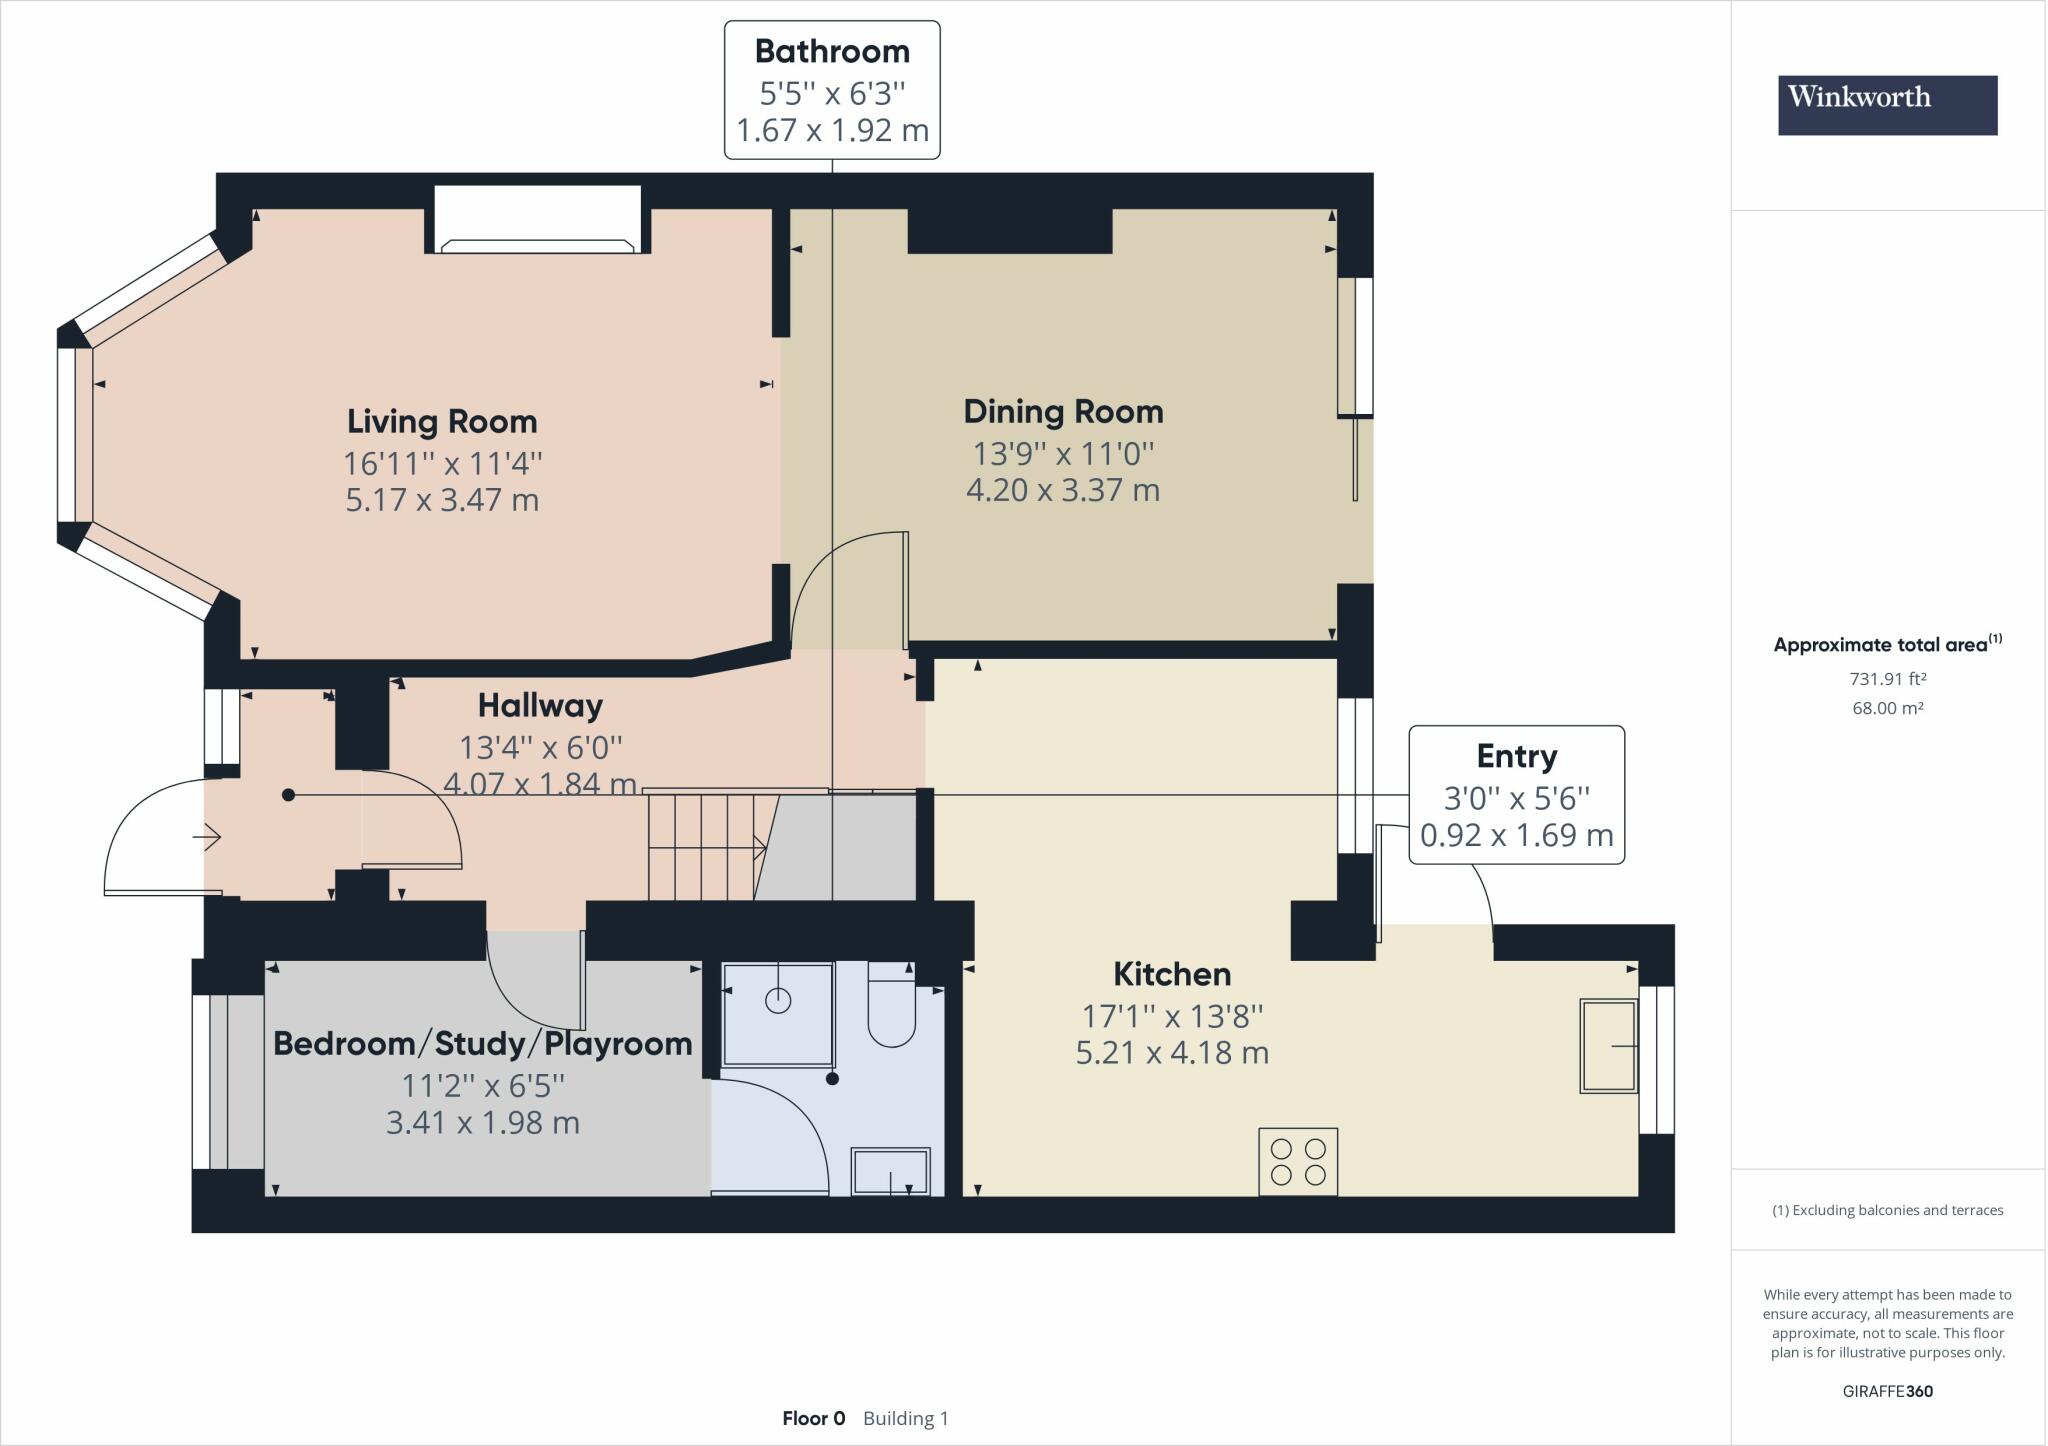 Bathroom
5'5'' x 6'3''
1.67 x 1.92 m
Winkworth
Living Room
16'11'' x 11'4''
5.17 x 3.47 m
Dining Room
13'9'' x 11'0''
4.20 x 3.37 m
Approximate total area(1)
731.91 ft²
68.00 m²
Hallway
13'4'' x 6'0''
4.07 x 1.84 m
Entry
3'0'' x 5'6''
0.92 x 1.69 m
Kitchen
17'1'' x 13'8''
5.21 x 4.18 m
Bedroom/Study/Playroom
11'2'' x 6'5''
3.41 x 1.98 m
(1) Excluding balconies and terraces
While every attempt has been made to
ensure accuracy, all measurements are
approximate, not to scale. This floor
plan is for illustrative purposes only.
GIRAFFE360
Floor 0 Building 1